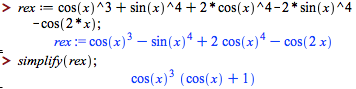 > rex := cos(x)^3 + sin(x)^4 + 2*cos(x)^4-2*sin(x)^4
-cos(2*x);
rex := cos(x)³ − sin(x)⁴ + 2 cos(x)⁴ − cos(2 x)
> simplify(rex);
cos(x)³ (cos(x) + 1)